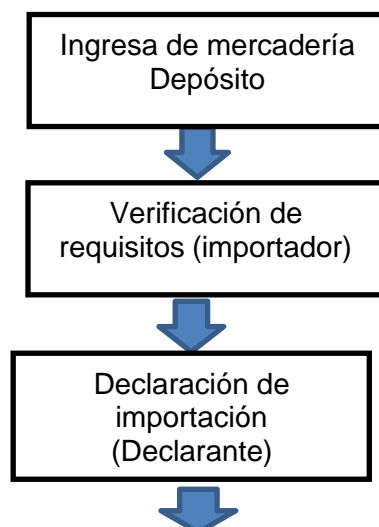 Ingresa de mercadería
Depósito
Verificación de
requisitos (importador)
Declaración de
importación
(Declarante)